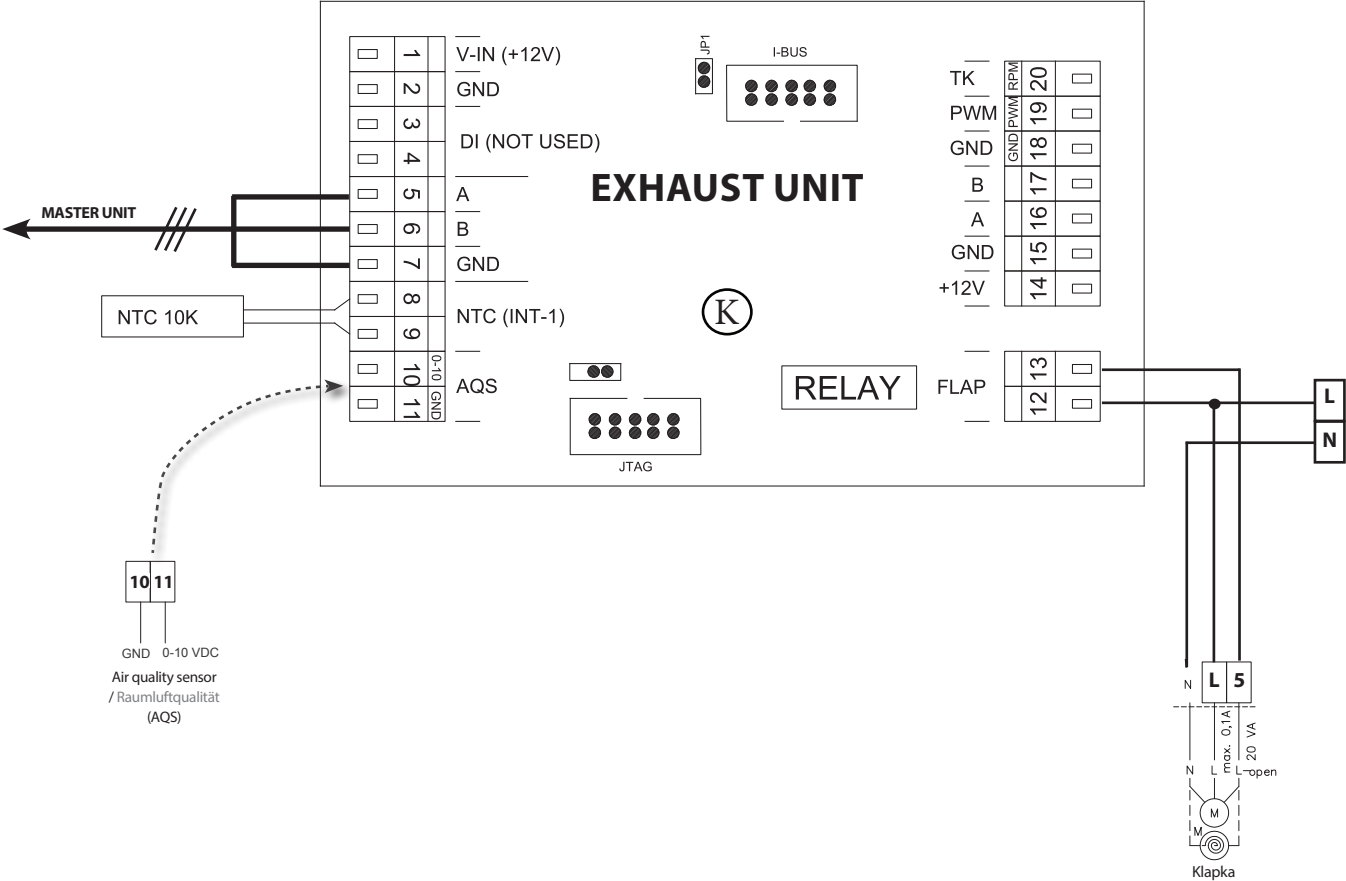 EXHAUST UNIT
1 V-IN (+12V)
2 GND
3
DI (NOT USED)
4
5 A
6 B
7 GND
8
NTC (INT-1)
9
10 0-10
AQS
11 GND
MASTER UNIT
NTC 10K
JP1
I-BUS
TK RPM 20
PWM PWM 19
GND GND 18
B 17
A 16
GND 15
+12V 14
K
RELAY
FLAP
13
12
JTAG
L
N
10 11
GND 0-10 VDC
Air quality sensor
/ Raumluftqualität
(AQS)
N L 5
max. 0,1A
20 VA
N L L open
M
M
Klapka